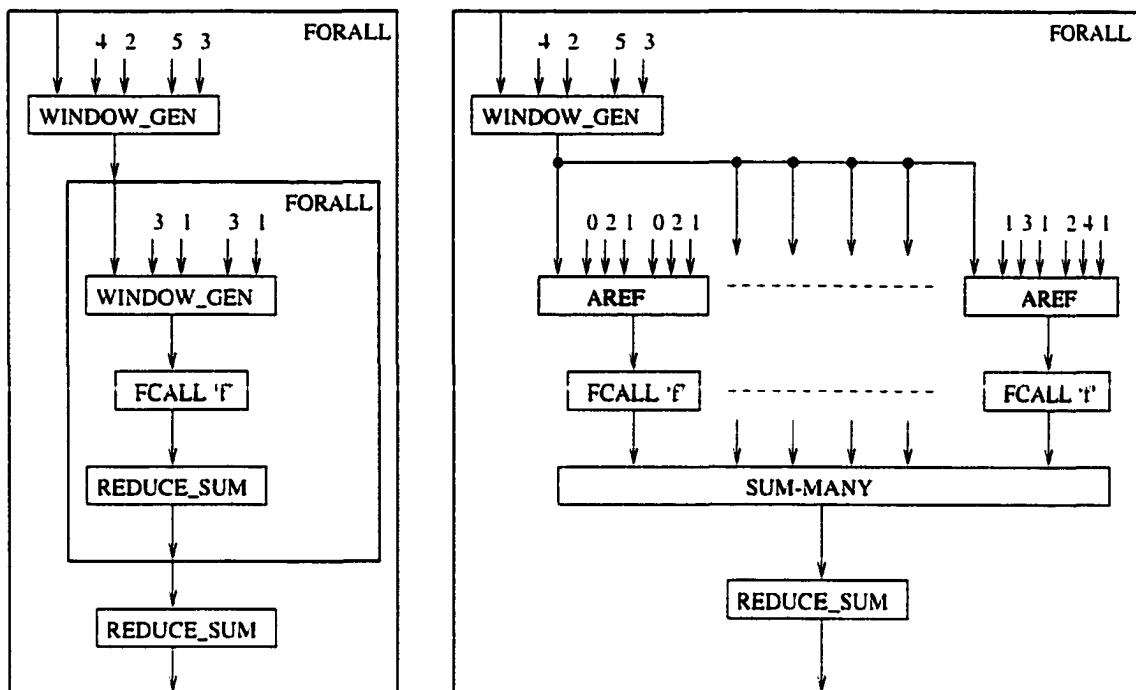 FORALL
4 2 5 3
WINDOW_GEN
FORALL
3 1 3 1
WINDOW_GEN
FCALL 'f'
REDUCE_SUM
REDUCE_SUM
FORALL
4 2 5 3
WINDOW_GEN
0 2 1 0 2 1
1 3 1 2 4 1
AREF
AREF
FCALL 'f'
FCALL 'f'
SUM-MANY
REDUCE_SUM